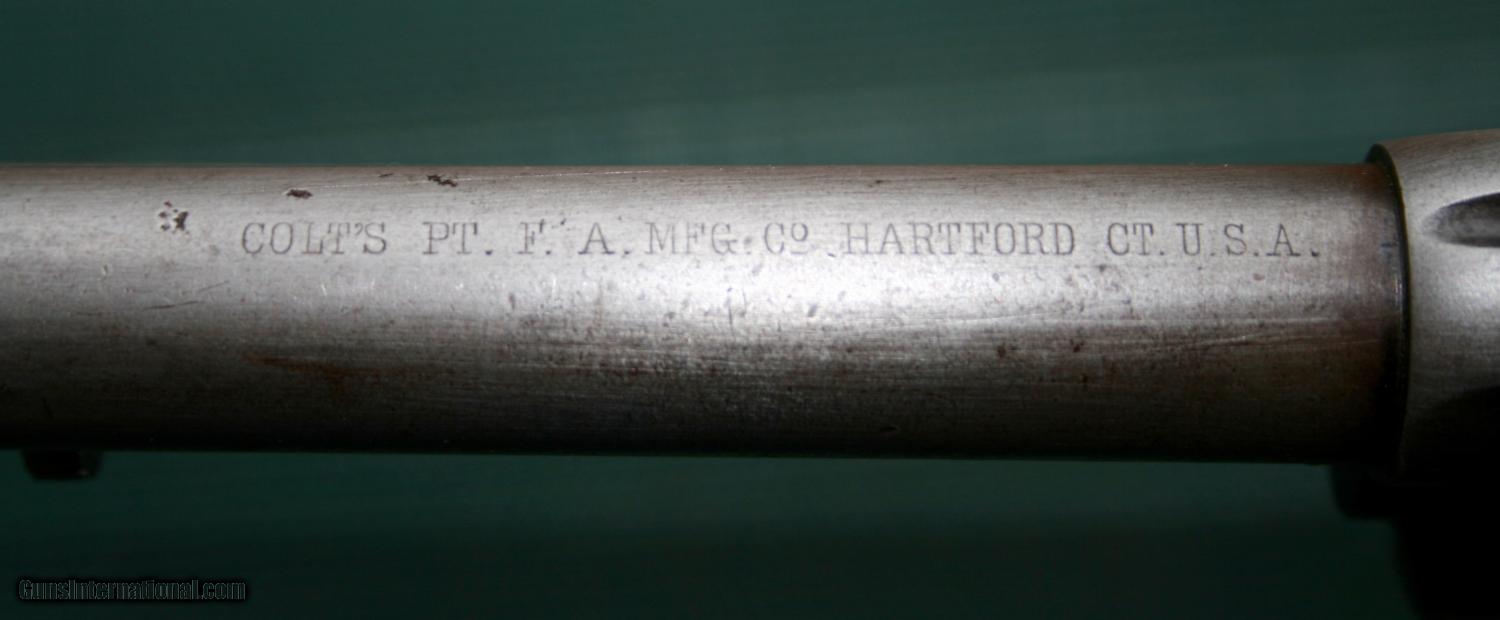 COLT'S PT. F. A. MFG. Cº HARTFORD CT. U.S.A.
GunsInternational.com